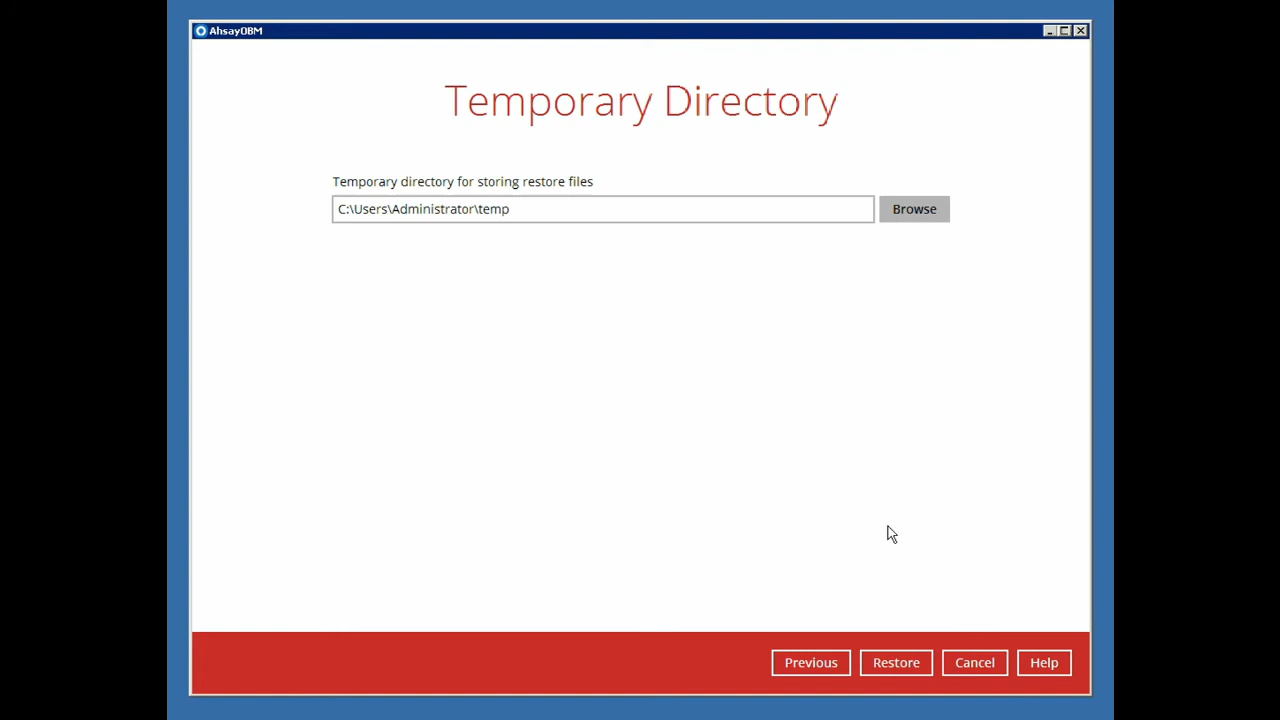 AhsayOBM
Temporary Directory
Temporary directory for storing restore files
C:\Users\Administrator\temp
Browse
Previous
Restore
Cancel
Help